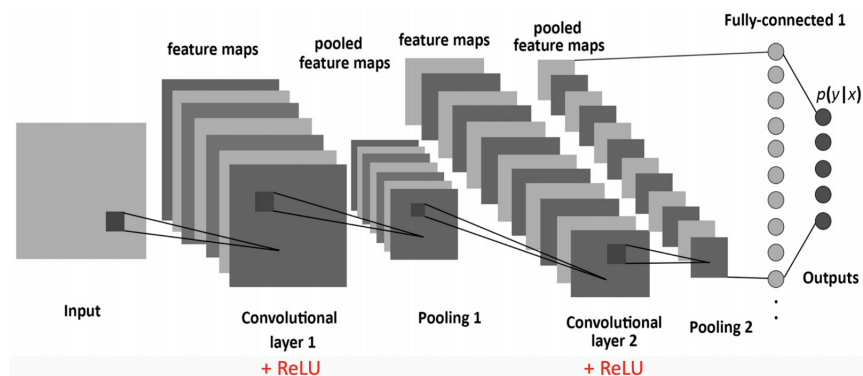 Fully-connected 1
feature maps
pooled
feature maps
feature maps
pooled
feature maps
p(y|x)
Input
Convolutional
layer 1
Pooling 1
Convolutional
layer 2
Pooling 2
Outputs
+ ReLU
+ ReLU